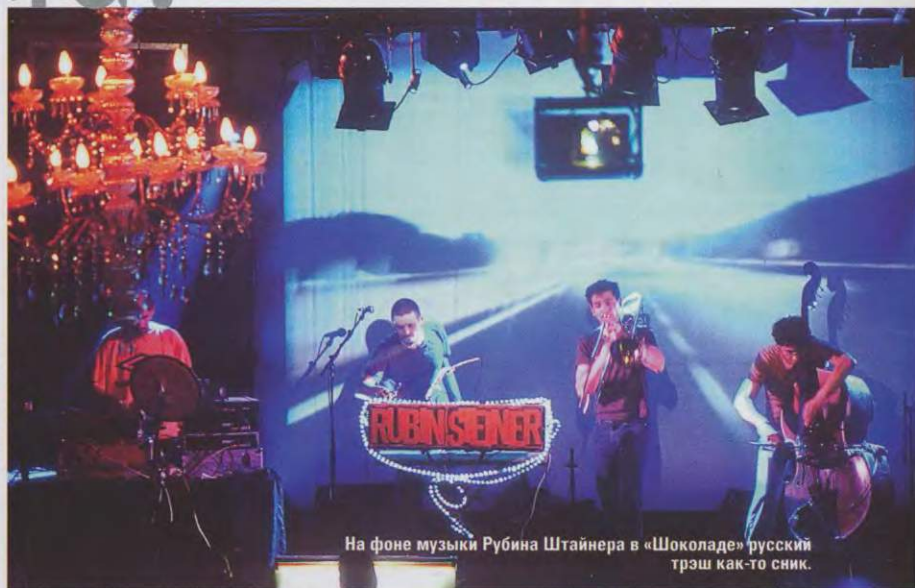 RUBIN STEINER
На фоне музыки Рубина Штайнера в «Шоколаде» русский
трэш как-то сник.